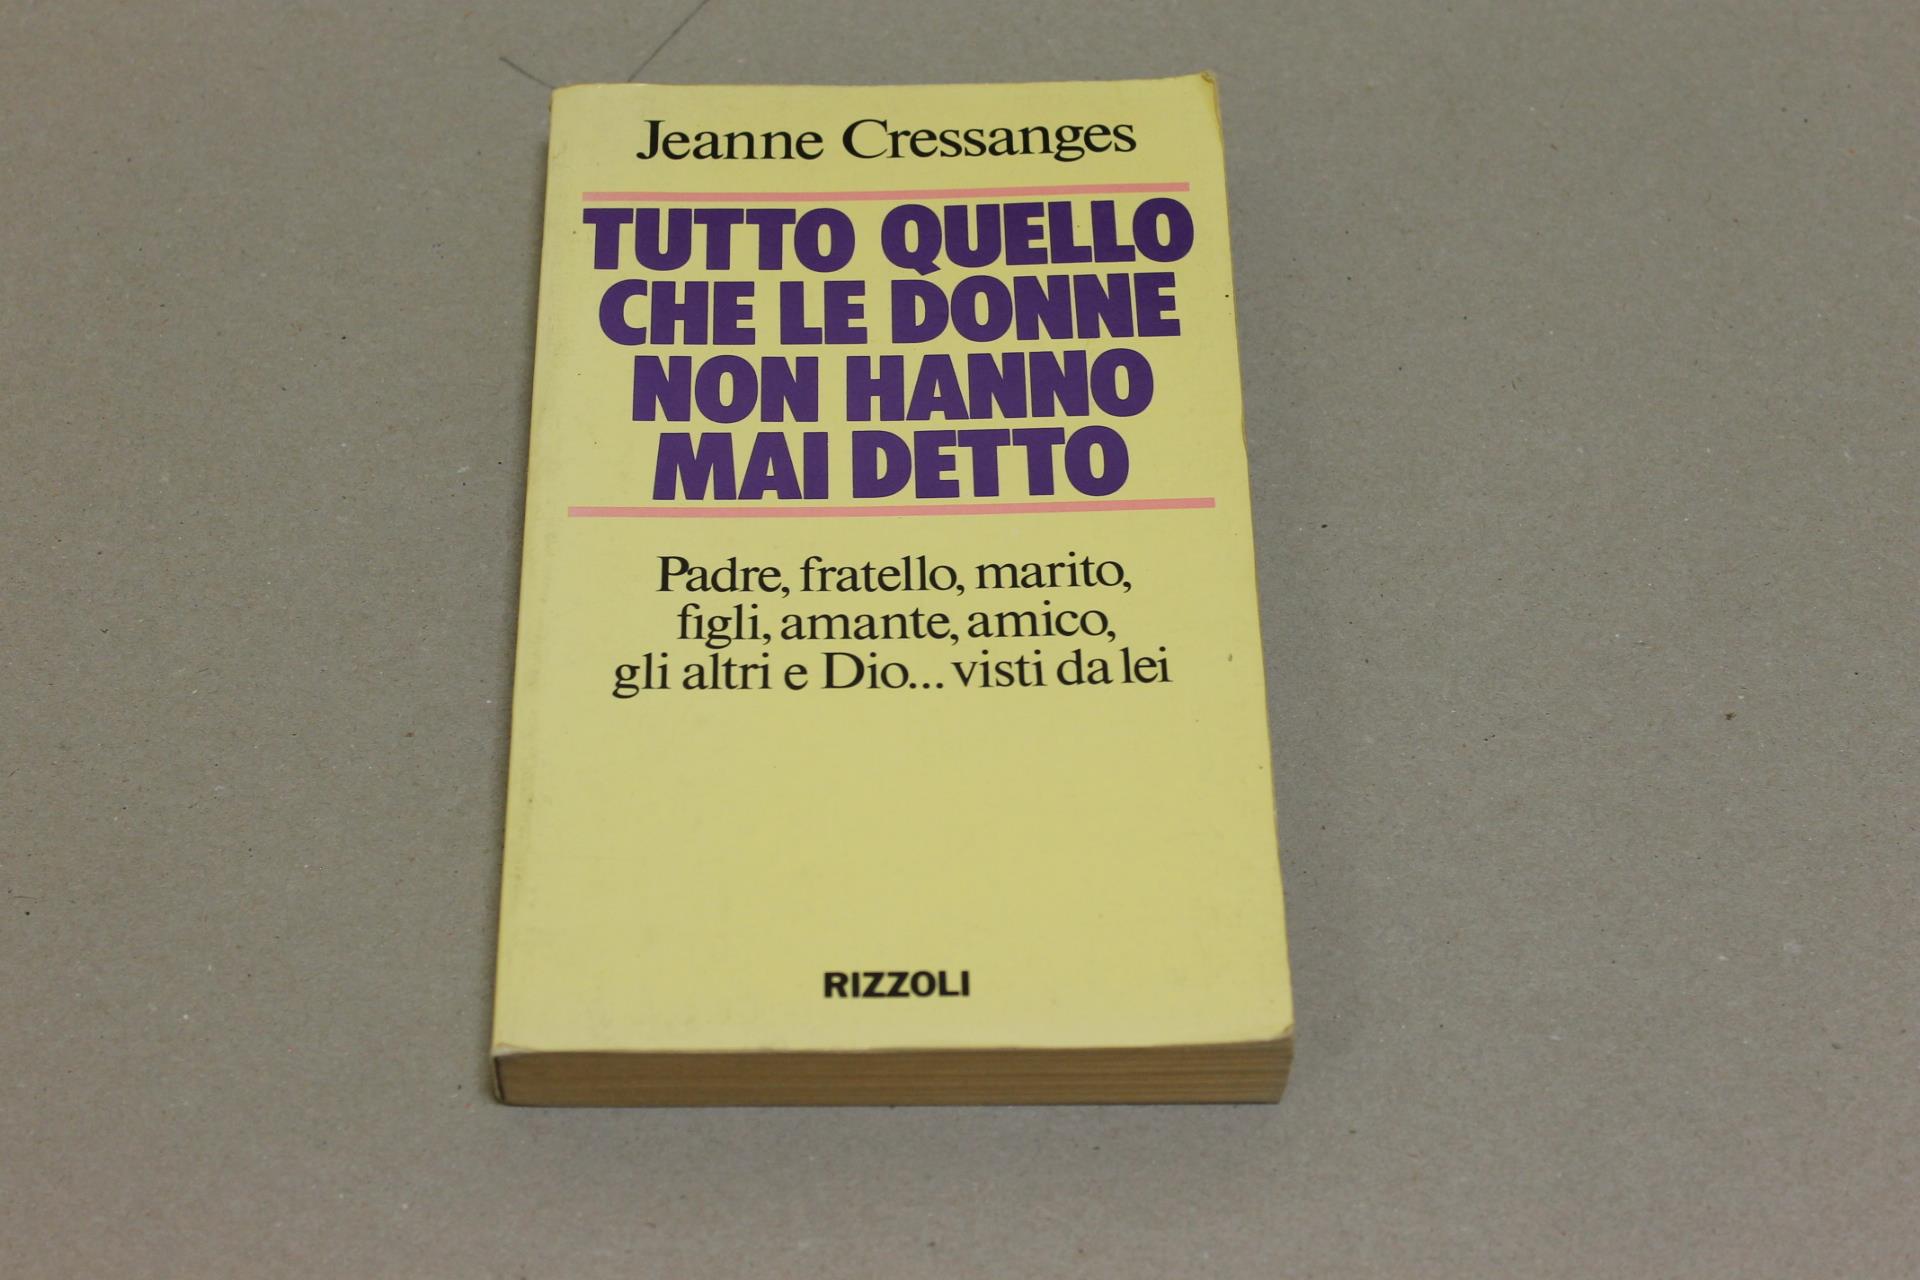 Jeanne Cressanges
TUTTO QUELLO
CHE LE DONNE
NON HANNO
MAI DETTO
Padre, fratello, marito,
figli, amante, amico,
gli altri e Dio... visti da lei
RIZZOLI